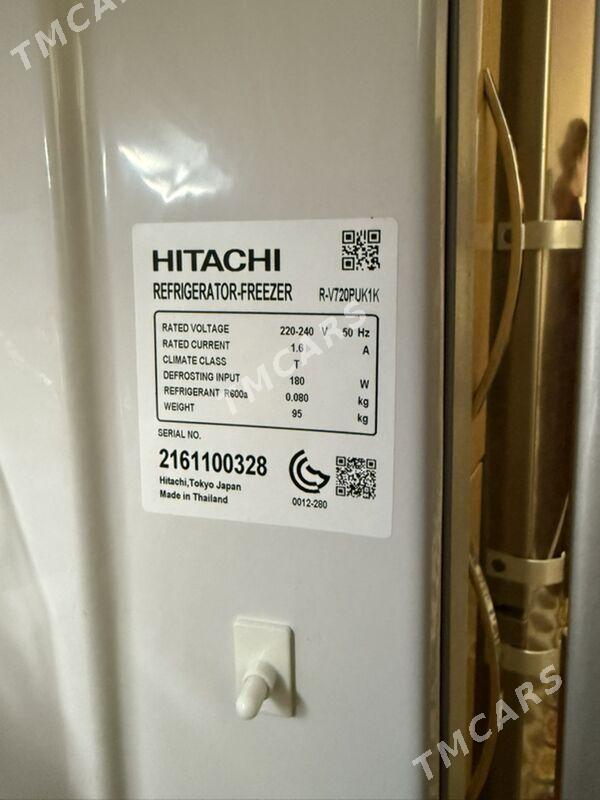 TMCARS
HITACHI
REFRIGERATOR-FREEZER R-V720PUK1K
RATED VOLTAGE 220-240 V 50 Hz
RATED CURRENT 1.6 A
CLIMATE CLASS T
DEFROSTING INPUT 180 W
REFRIGERANT R600a 0.080 kg
WEIGHT 95 kg
TMCARS
SERIAL NO.
2161100328
Hitachi,Tokyo Japan
Made in Thailand
0012-280
TMCARS